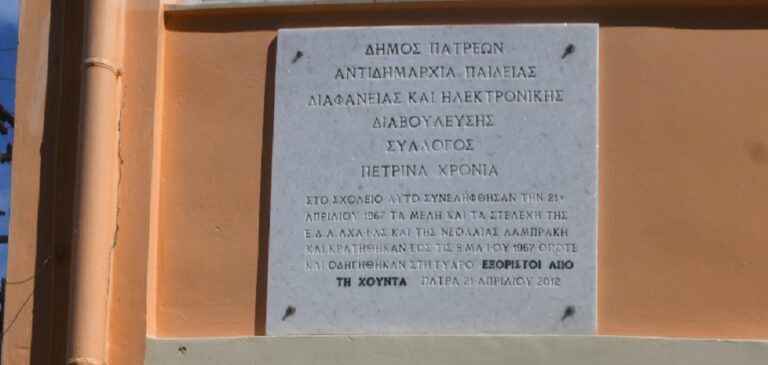 ΔΗΜΟΣ ΠΑΤΡΕΩΝ
ΑΝΤΙΔΗΜΑΡΧΙΑ ΠΑΙΔΕΙΑΣ
ΔΙΑΦΑΝΕΙΑΣ ΚΑΙ ΗΛΕΚΤΡΟΝΙΚΗΣ
ΔΙΑΒΟΥΛΕΥΣΗΣ
ΣΥΛΛΟΓΟΣ
ΠΕΤΡΙΝΑ ΧΡΟΝΙΑ
ΣΤΟ ΣΧΟΛΕΙΟ ΑΥΤΟ ΣΥΝΕΛΗΦΘΗΣΑΝ ΤΗΝ 21η
ΑΠΡΙΛΙΟΥ 1967 ΤΑ ΜΕΛΗ ΚΑΙ ΤΑ ΣΤΕΛΕΧΗ ΤΗΣ
Ε.Δ.Α. ΑΧΑΪΑΣ ΚΑΙ ΤΗΣ ΝΕΟΛΑΙΑΣ ΛΑΜΠΡΑΚΗ
ΚΑΙ ΚΡΑΤΗΘΗΚΑΝ ΕΩΣ ΤΙΣ 8 ΜΑΪΟΥ 1967 ΟΠΟΤΕ
ΚΑΙ ΟΔΗΓΗΘΗΚΑΝ ΣΤΗ ΓΥΑΡΟ ΕΞΟΡΙΣΤΟΙ ΑΠΟ
ΤΗ ΧΟΥΝΤΑ ΠΑΤΡΑ 21 ΑΠΡΙΛΙΟΥ 2012